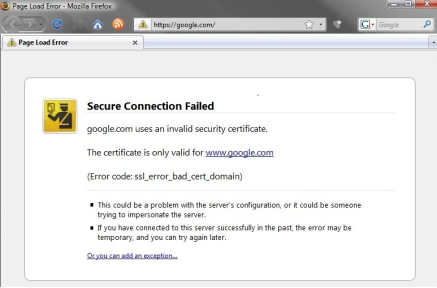 Page Load Error - Mozilla Firefox
https://google.com/
G Google
Page Load Error
Secure Connection Failed
google.com uses an invalid security certificate.
The certificate is only valid for www.google.com
(Error code: ssl_error_bad_cert_domain)
This could be a problem with the server's configuration, or it could be someone
trying to impersonate the server.
If you have connected to this server successfully in the past, the error may be
temporary, and you can try again later.
Or you can add an exception...